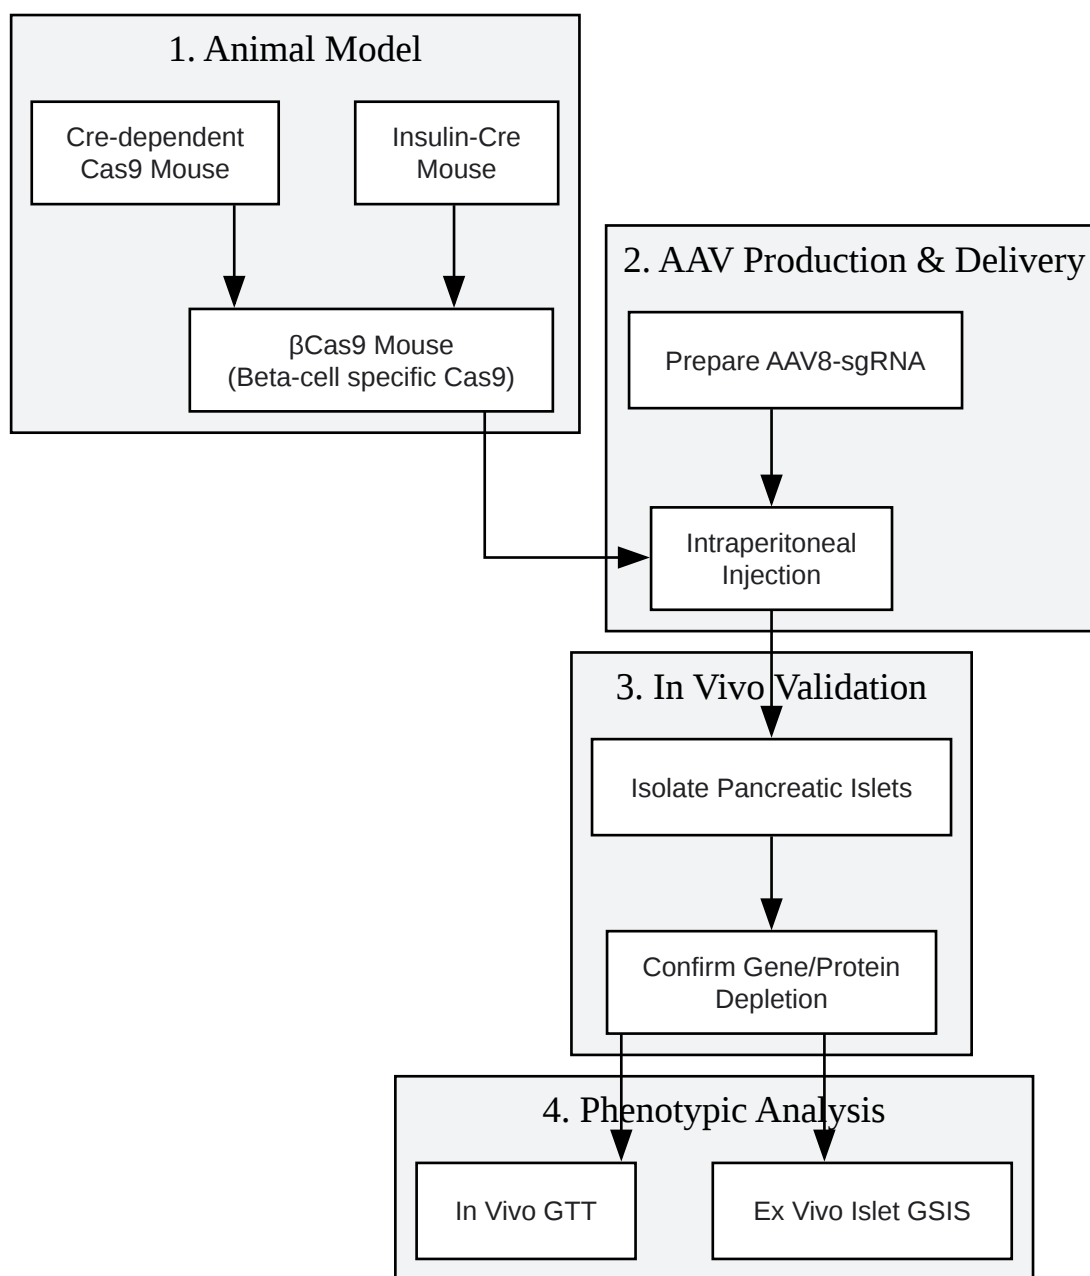 1. Animal Model
Cre-dependent
Cas9 Mouse
Insulin-Cre
Mouse
βCas9 Mouse
(Beta-cell specific Cas9)
2. AAV Production & Delivery
Prepare AAV8-sgRNA
Intraperitoneal
Injection
3. In Vivo Validation
Isolate Pancreatic Islets
Confirm Gene/Protein
Depletion
4. Phenotypic Analysis
In Vivo GTT
Ex Vivo Islet GSIS